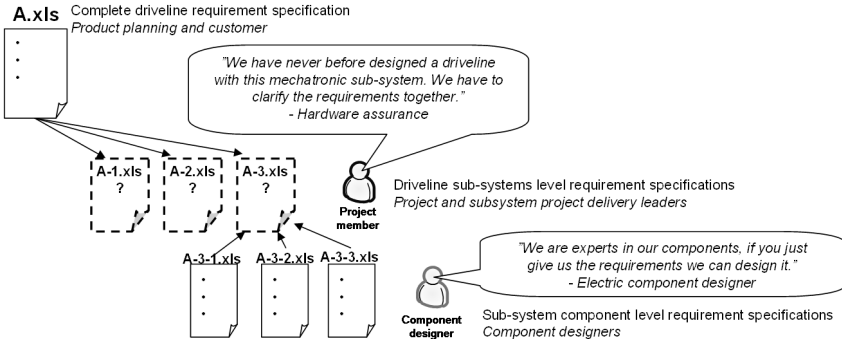 A.xls
Complete driveline requirement specification
Product planning and customer
"We have never before designed a driveline
with this mechatronic sub-system. We have to
clarify the requirements together."
- Hardware assurance
A-1.xls
?
A-2.xls
?
A-3.xls
?
Project
member
Driveline sub-systems level requirement specifications
Project and subsystem project delivery leaders
A-3-1.xls
A-3-2.xls
A-3-3.xls
"We are experts in our components, if you just
give us the requirements we can design it."
- Electric component designer
Component
designer
Sub-system component level requirement specifications
Component designers